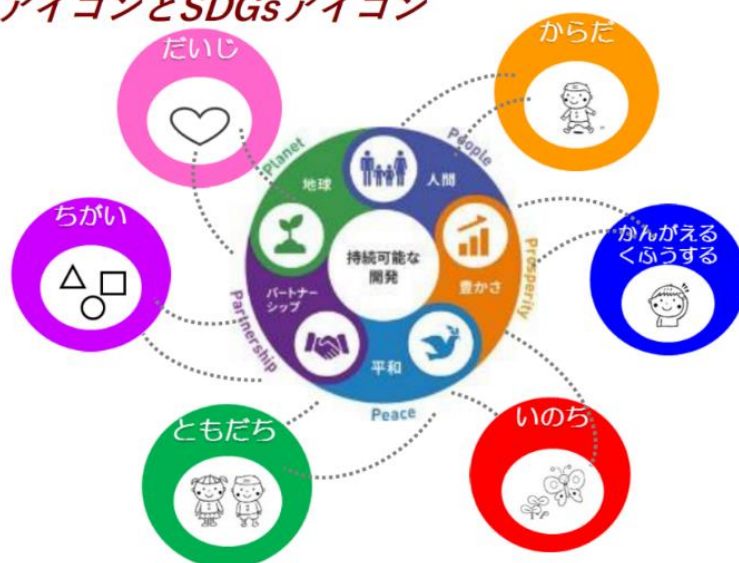 アイコンとSDGsアイコン
だいじ
からだ
Planet
People
地球
人間
ちがい
かんがえる
くふうする
持続可能な
開発
Prosperity
豊かさ
パートナー
シップ
Partnership
平和
Peace
ともだち
いのち